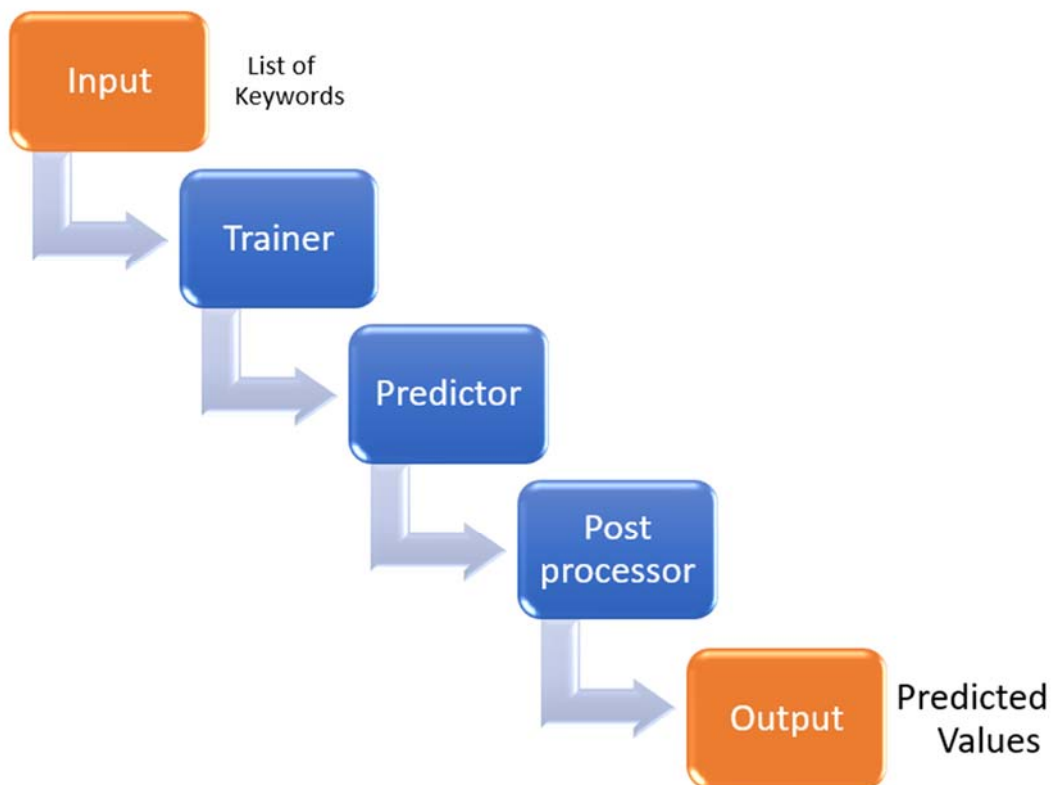 Input
List of
Keywords
Trainer
Predictor
Post
processor
Output
Predicted
Values